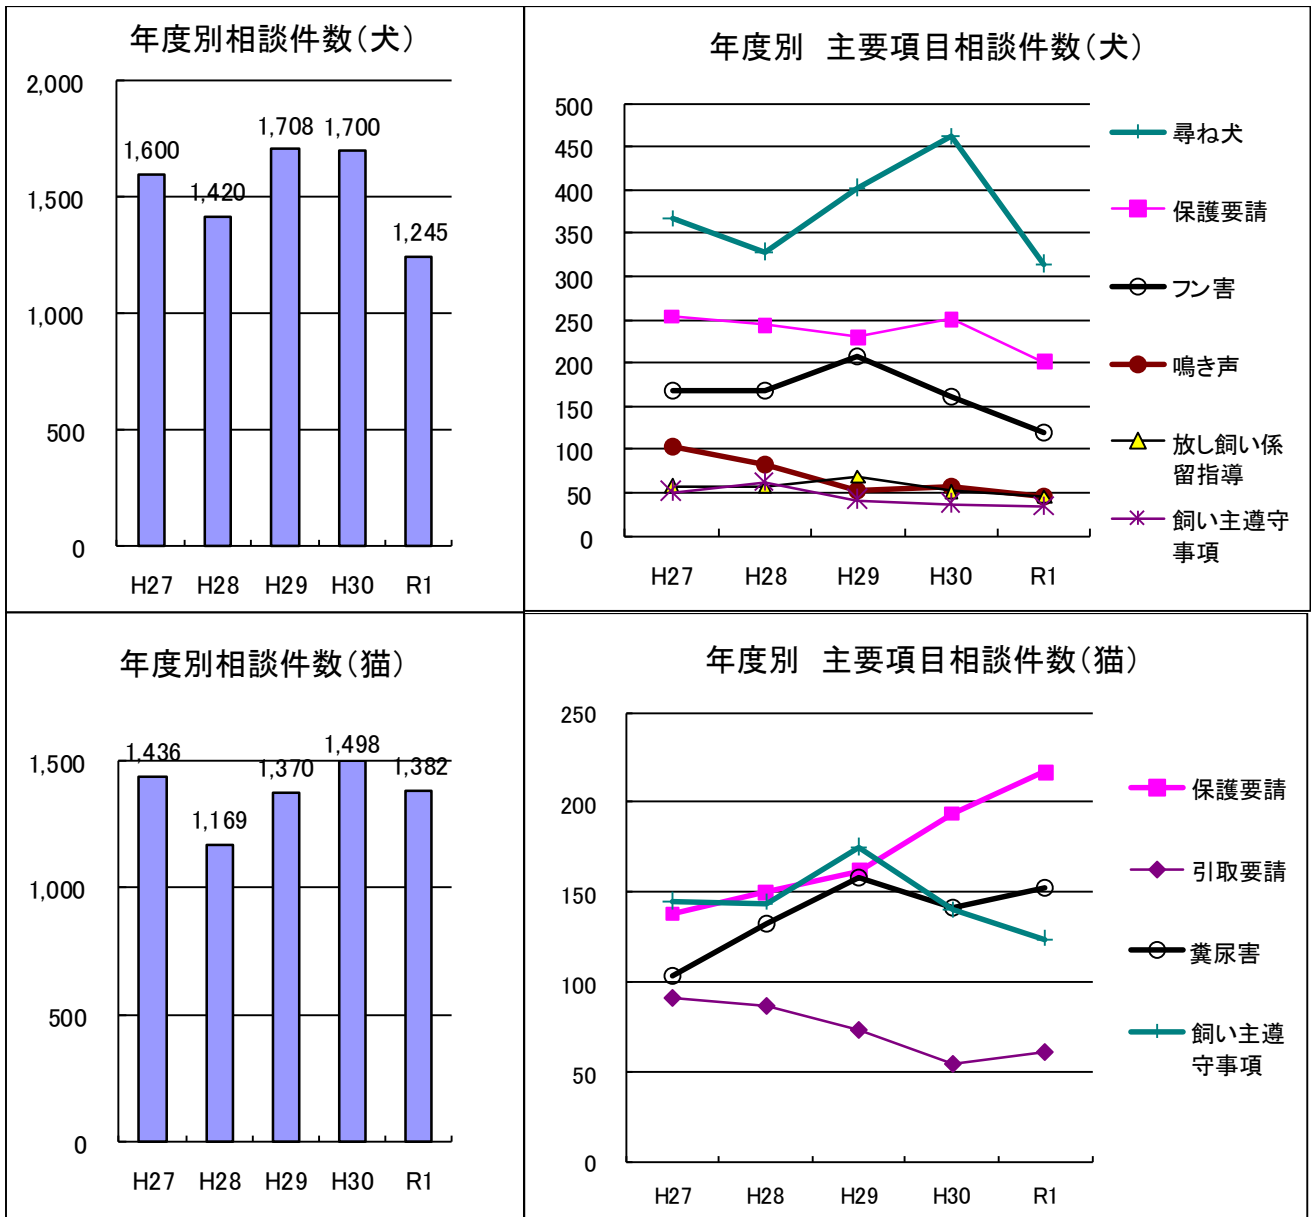 年度別相談件数(犬)
2,000
1,500
1,000
500
0
1,600
1,420
1,708
1,700
1,245
H27 H28 H29 H30 R1
年度別 主要項目相談件数(犬)
500
450
400
350
300
250
200
150
100
50
0
H27 H28 H29 H30 R1
尋ね犬
保護要請
フン害
鳴き声
放し飼い係
留指導
飼い主遵守
事項
年度別相談件数(猫)
1,500
1,000
500
0
1,436
1,169
1,370
1,498
1,382
H27 H28 H29 H30 R1
年度別 主要項目相談件数(猫)
250
200
150
100
50
0
H27 H28 H29 H30 R1
保護要請
引取要請
糞尿害
飼い主遵
守事項